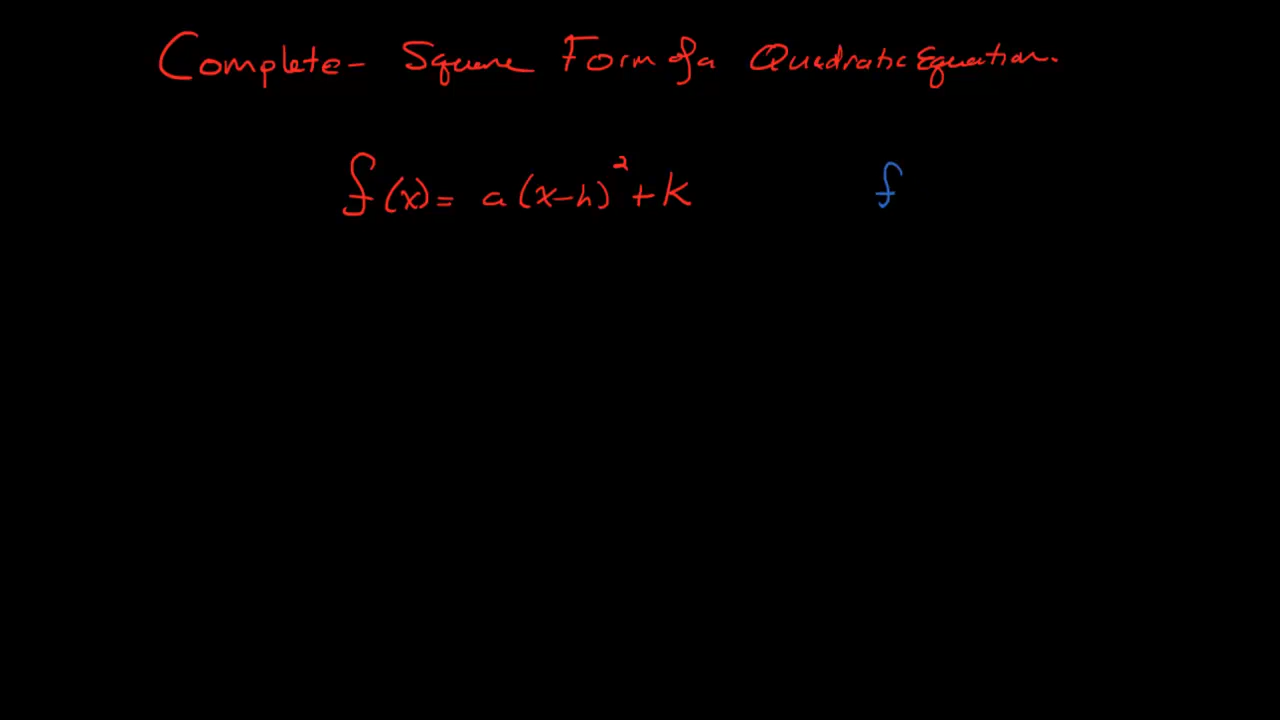 Complete- Square Form of a Quadratic Equation.
f(x) = a(x-h)² + k f